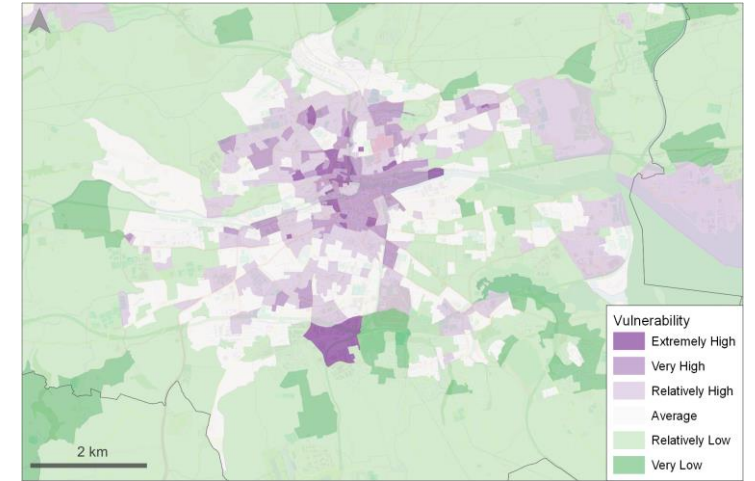 Vulnerability
Extremely High
Very High
Relatively High
Average
Relatively Low
Very Low
2 km